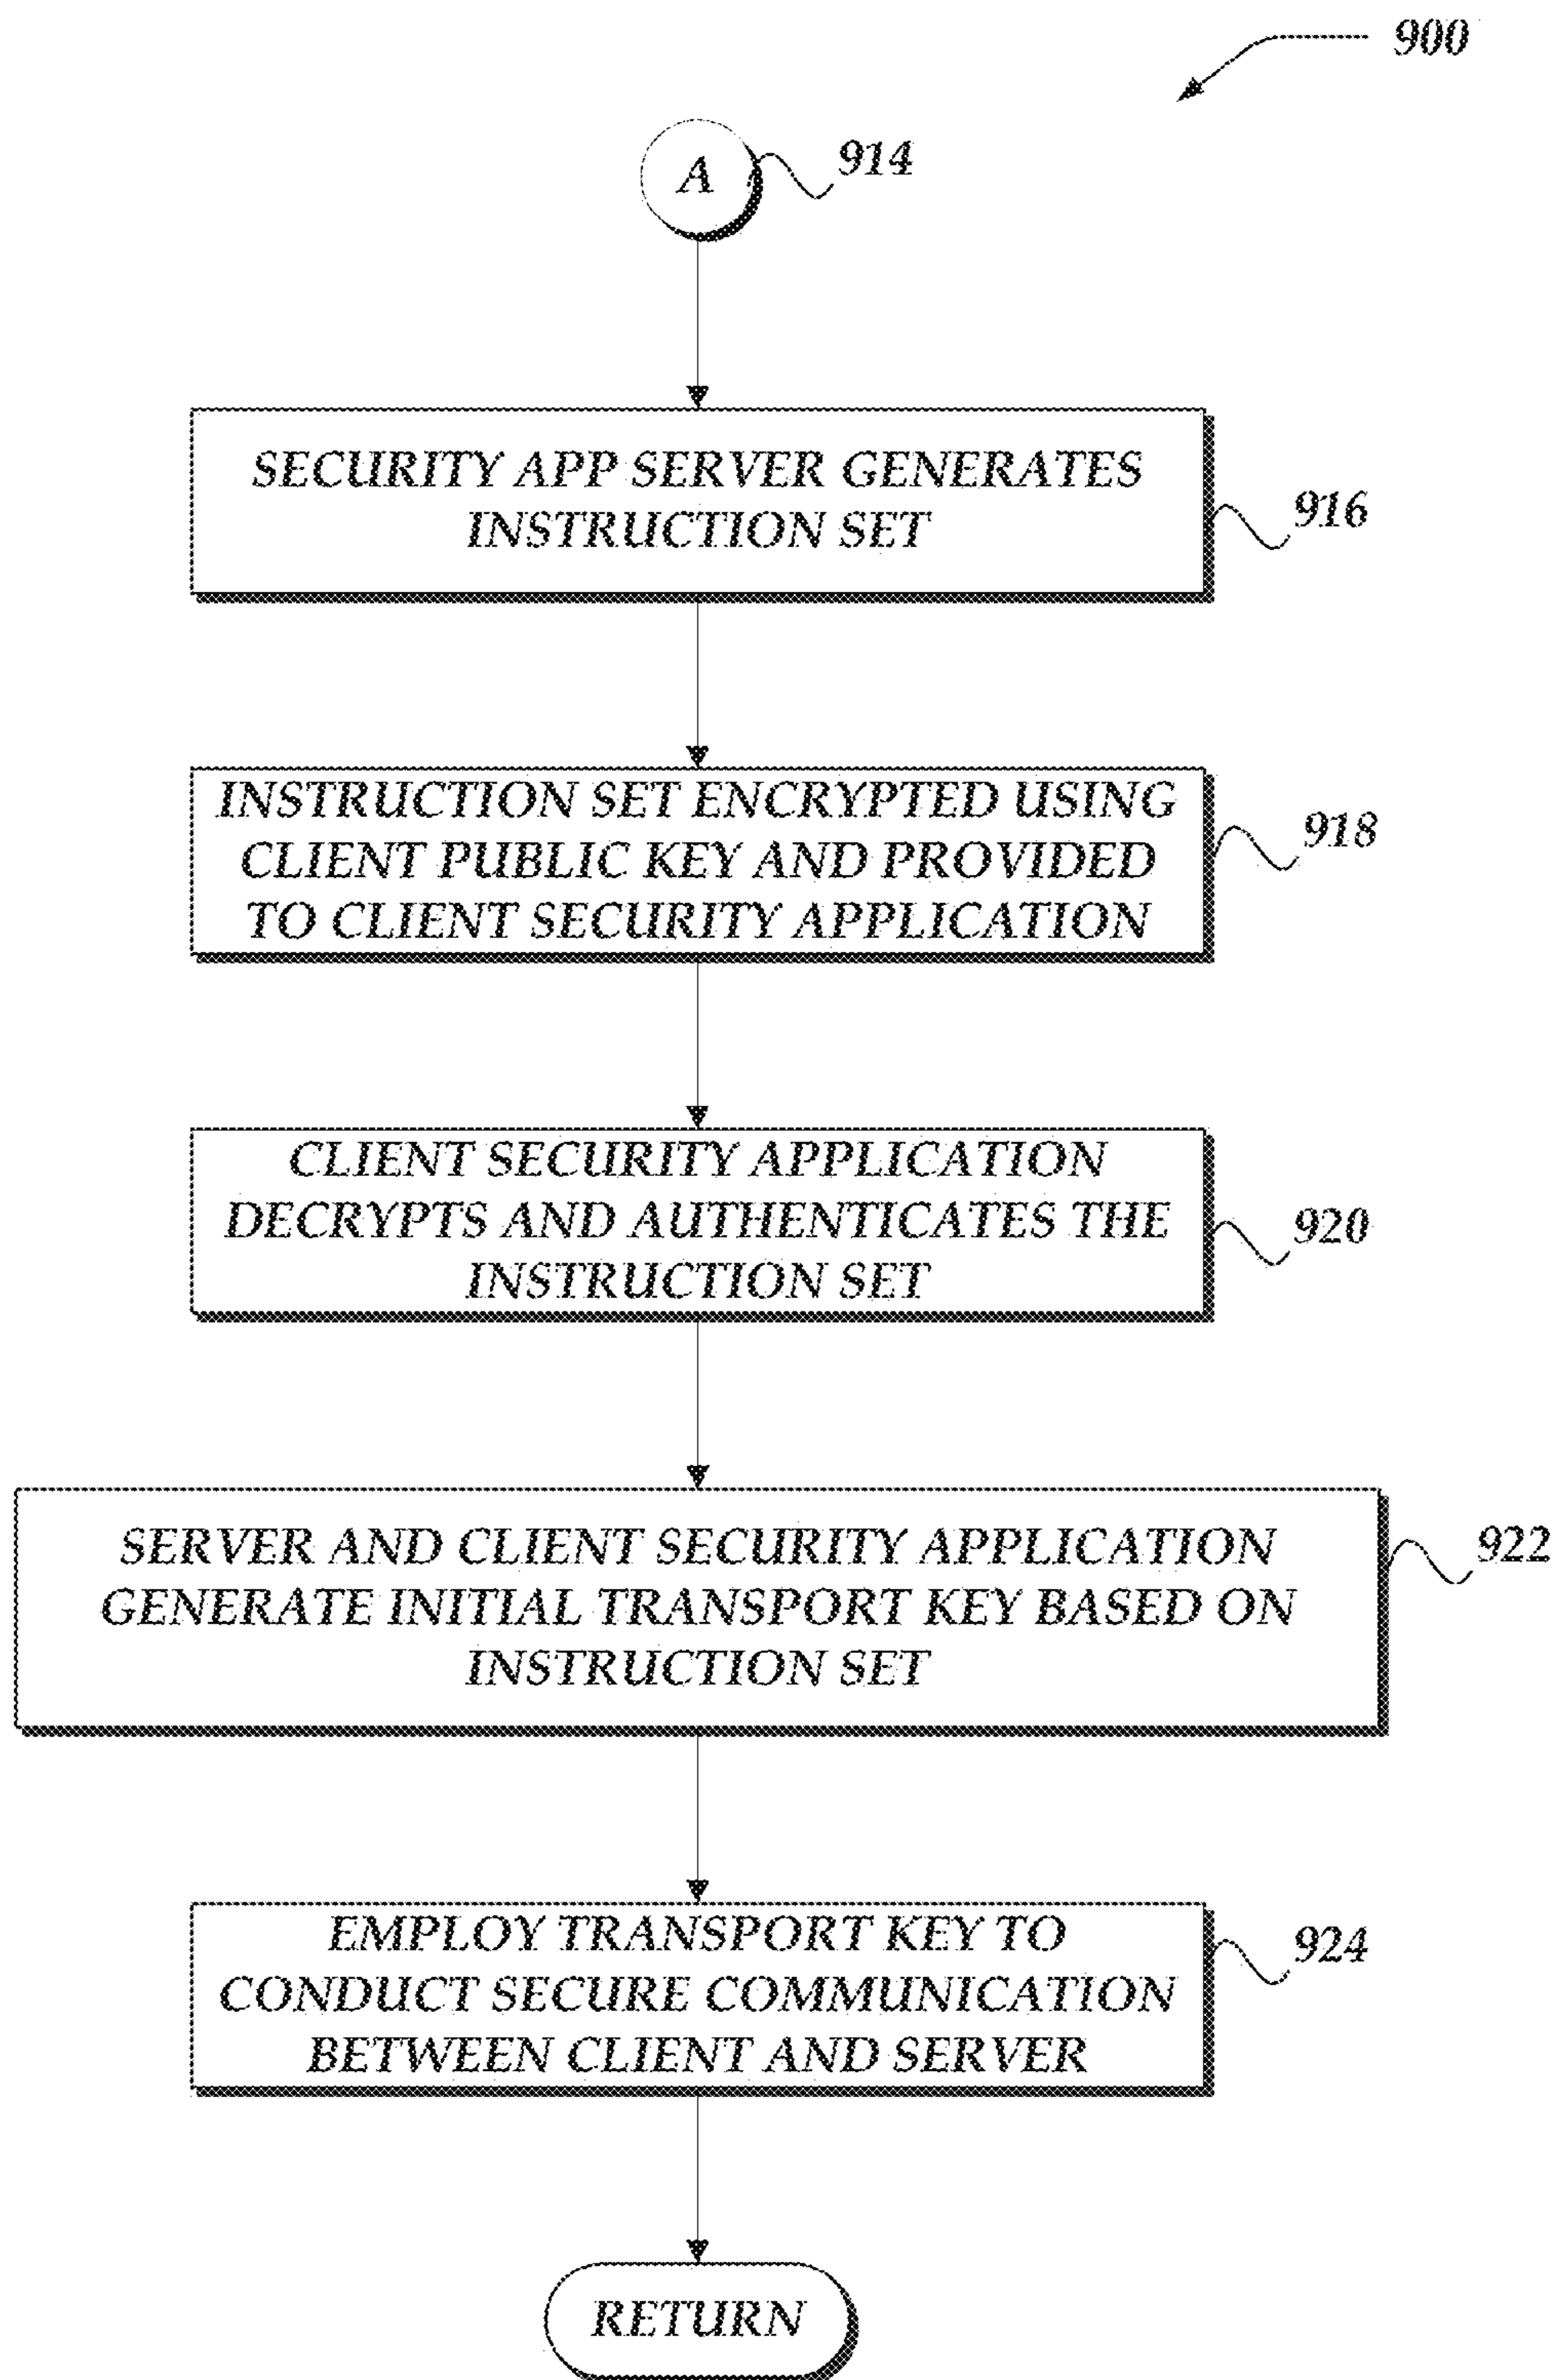 900
A
914
SECURITY APP SERVER GENERATES
INSTRUCTION SET
916
INSTRUCTION SET ENCRYPTED USING
CLIENT PUBLIC KEY AND PROVIDED
TO CLIENT SECURITY APPLICATION
918
CLIENT SECURITY APPLICATION
DECRYPTS AND AUTHENTICATES THE
INSTRUCTION SET
920
SERVER AND CLIENT SECURITY APPLICATION
GENERATE INITIAL TRANSPORT KEY BASED ON
INSTRUCTION SET
922
EMPLOY TRANSPORT KEY TO
CONDUCT SECURE COMMUNICATION
BETWEEN CLIENT AND SERVER
924
RETURN